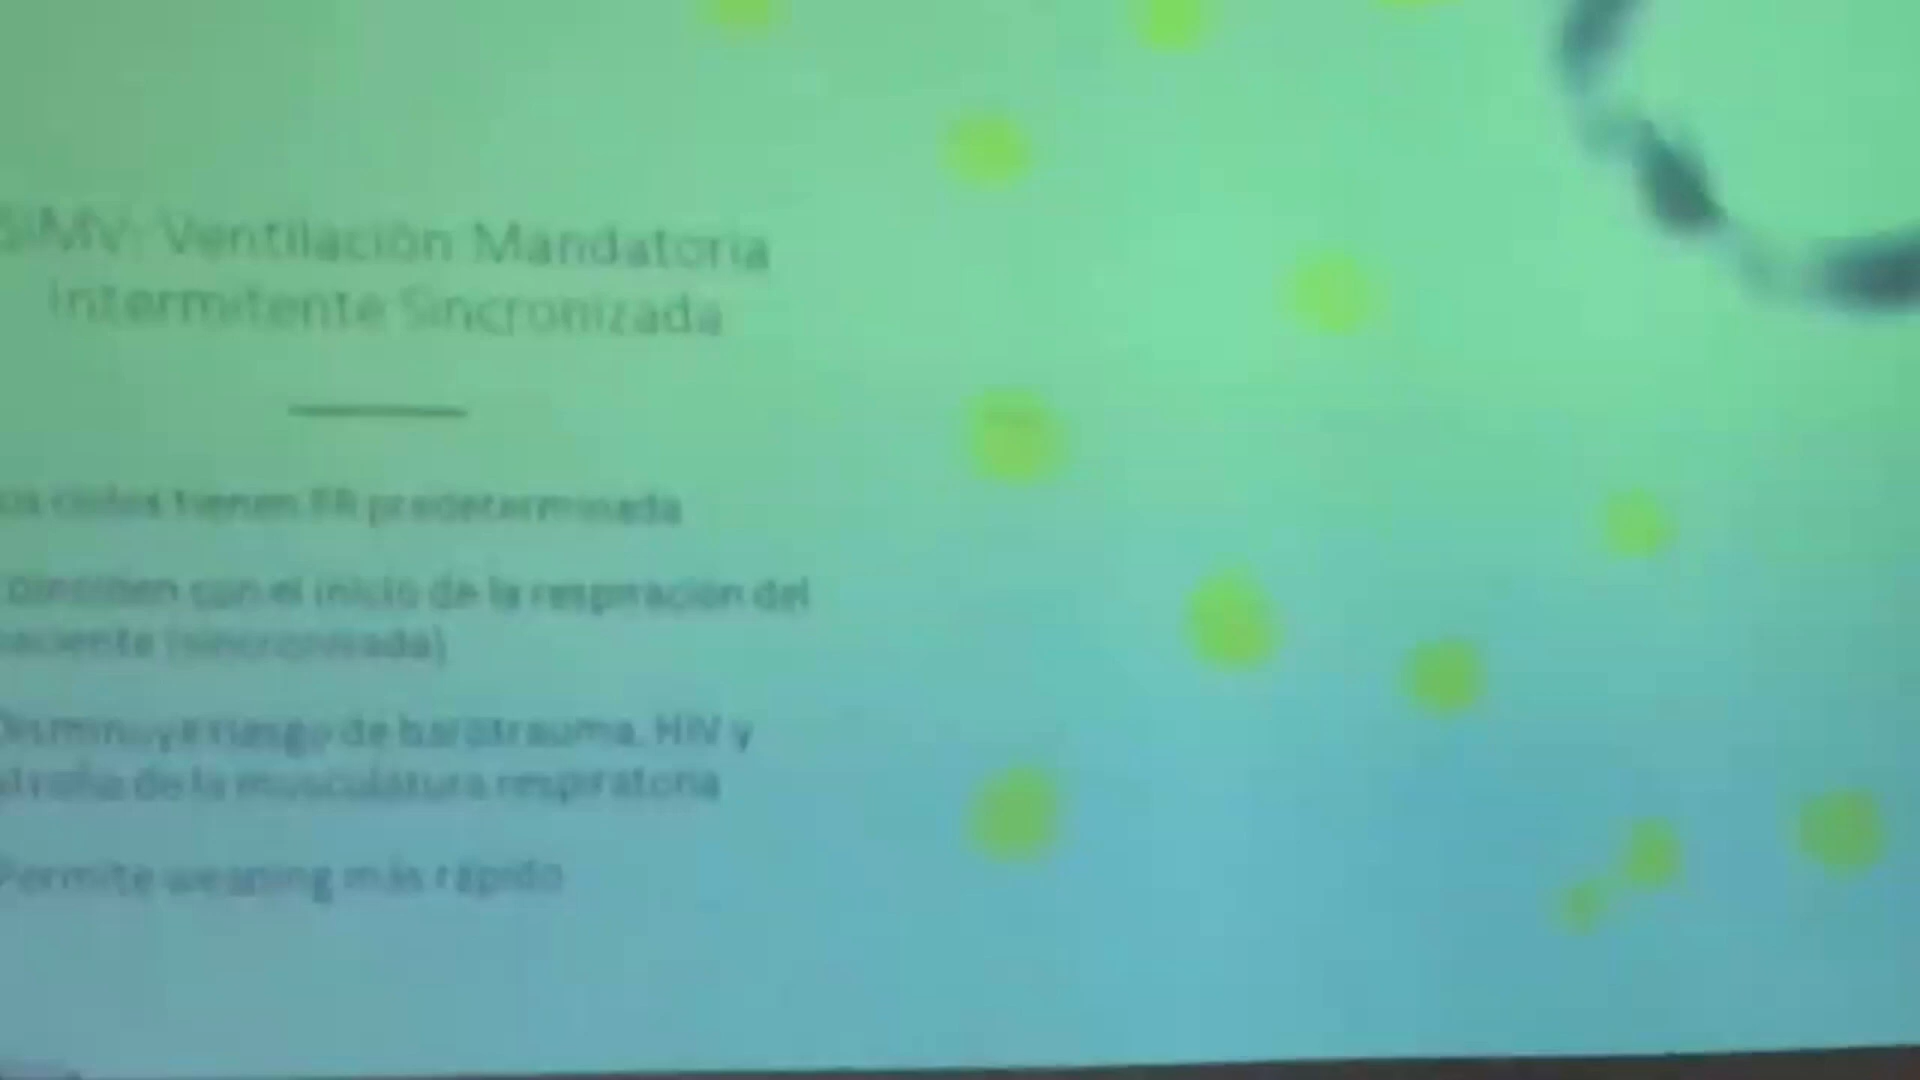 SIMV: Ventilación Mandatoria
Intermitente Sincronizada
ciclos tienen FR predeterminada
Coinciden con el inicio de la respiración del
paciente (sincronizada)
Disminuye riesgo de barotrauma, HIV y
atrofia de la musculatura respiratoria
Permite weaning más rápido